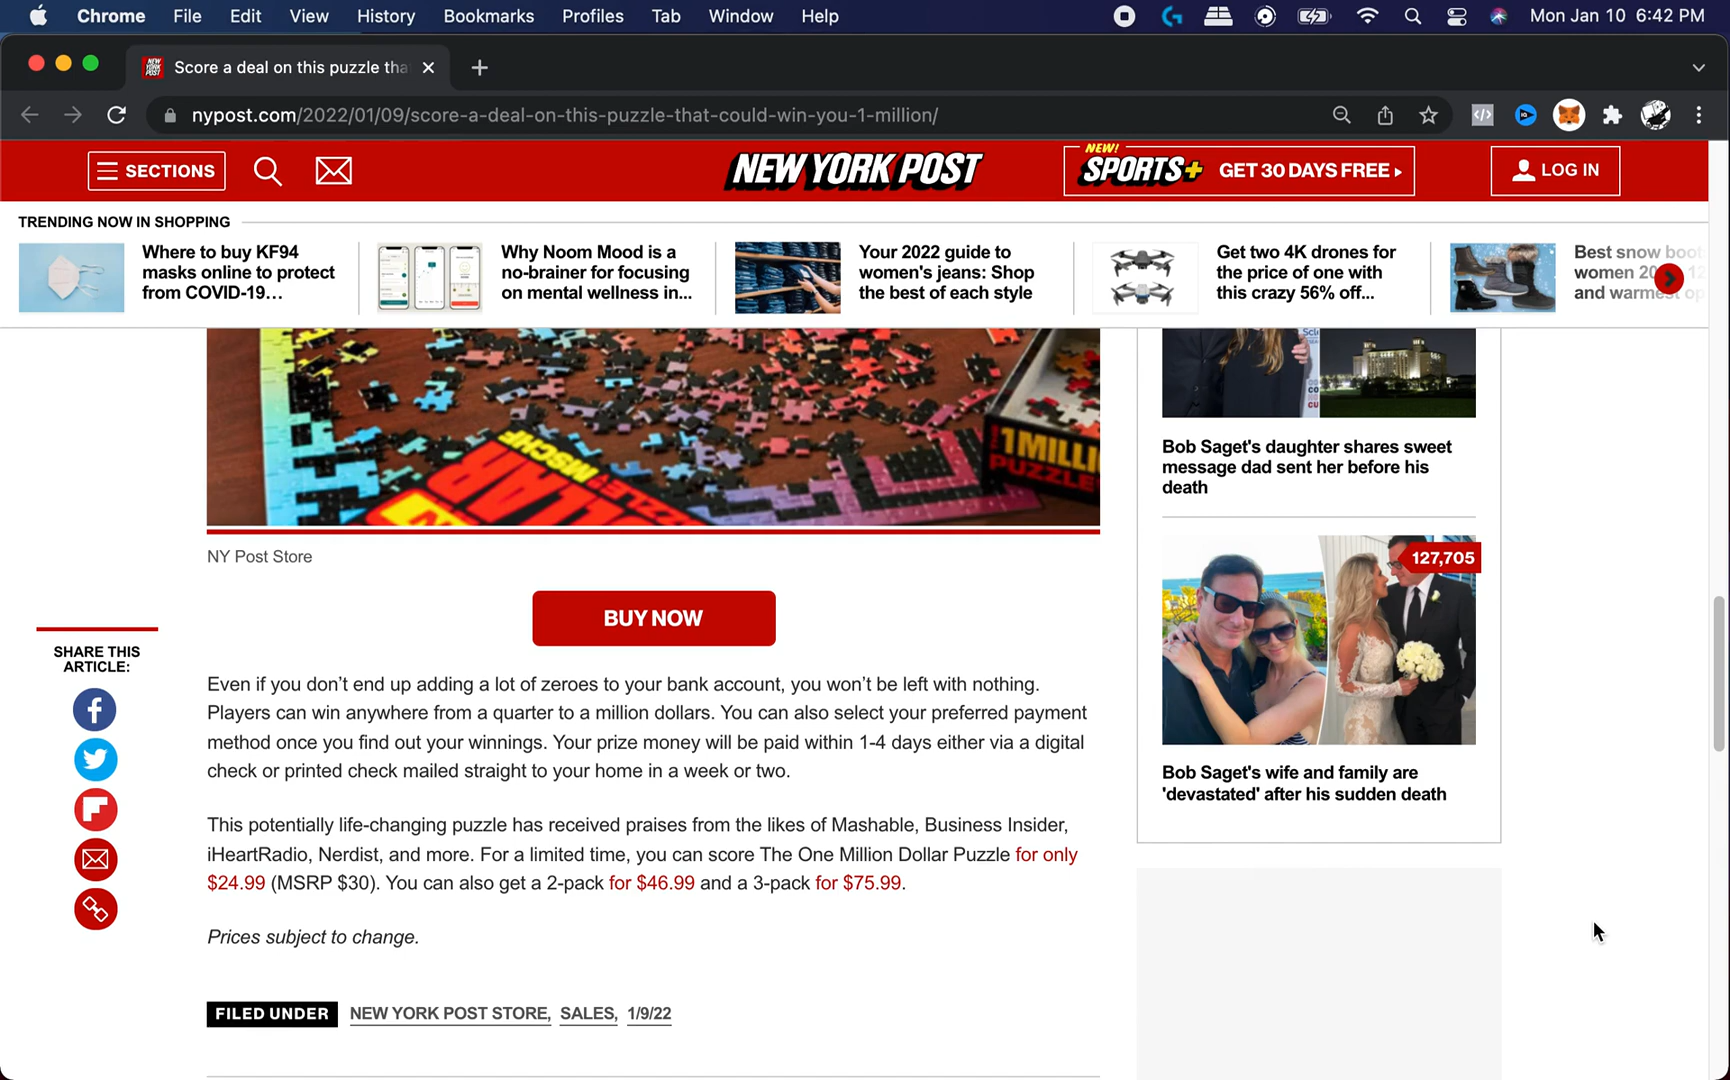 Chrome File Edit View History Bookmarks Profiles Tab Window Help Mon Jan 10 6:42 PM
Score a deal on this puzzle tha
nypost.com/2022/01/09/score-a-deal-on-this-puzzle-that-could-win-you-1-million/
SECTIONS
NEW YORK POST
NEW!
SPORTS+ GET 30 DAYS FREE
LOG IN
TRENDING NOW IN SHOPPING
Where to buy KF94
masks online to protect
from COVID-19...
Why Noom Mood is a
no-brainer for focusing
on mental wellness in...
Your 2022 guide to
women's jeans: Shop
the best of each style
Get two 4K drones for
the price of one with
this crazy 56% off...
Best snow boot
women 20
and warmest op
MSCHF
1 MILLI
PUZZLE
NY Post Store
BUY NOW
SHARE THIS
ARTICLE:
Even if you don't end up adding a lot of zeroes to your bank account, you won't be left with nothing.
Players can win anywhere from a quarter to a million dollars. You can also select your preferred payment
method once you find out your winnings. Your prize money will be paid within 1-4 days either via a digital
check or printed check mailed straight to your home in a week or two.
This potentially life-changing puzzle has received praises from the likes of Mashable, Business Insider,
iHeartRadio, Nerdist, and more. For a limited time, you can score The One Million Dollar Puzzle for only
$24.99 (MSRP $30). You can also get a 2-pack for $46.99 and a 3-pack for $75.99.
Prices subject to change.
FILED UNDER NEW YORK POST STORE, SALES, 1/9/22
Bob Saget's daughter shares sweet
message dad sent her before his
death
127,705
Bob Saget's wife and family are
'devastated' after his sudden death